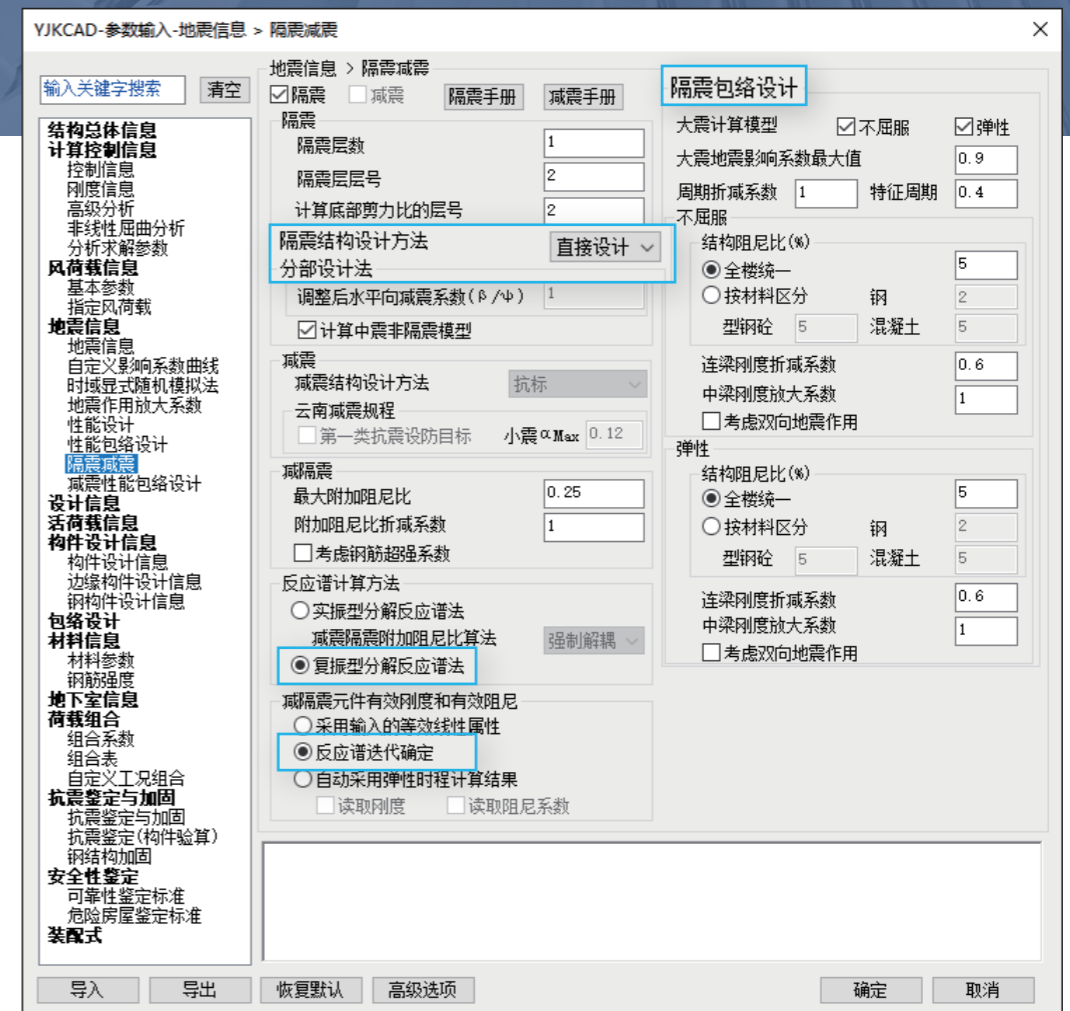 YJKCAD-参数输入-地震信息 > 隔震减震
输入关键字搜索
清空
结构总体信息
计算控制信息
控制信息
刚度信息
高级分析
非线性屈曲分析
分析求解参数
风荷载信息
基本参数
指定风荷载
地震信息
地震信息
自定义影响系数曲线
时域显式随机模拟法
地震作用放大系数
性能设计
性能包络设计
隔震减震
减震性能包络设计
设计信息
活荷载信息
构件设计信息
构件设计信息
边缘构件设计信息
钢构件设计信息
包络设计
材料信息
材料参数
钢筋强度
地下室信息
荷载组合
组合系数
组合表
自定义工况组合
抗震鉴定与加固
抗震鉴定与加固
抗震鉴定(构件验算)
钢结构加固
安全性鉴定
可靠性鉴定标准
危险房屋鉴定标准
装配式
地震信息 > 隔震减震
隔震 减震 隔震手册 减震手册
隔震
隔震层数 1
隔震层层号 2
计算底部剪力比的层号 2
隔震结构设计方法 直接设计
分部设计法
调整后水平向减震系数(β/ψ) 1
计算中震非隔震模型
减震
减震结构设计方法 抗标
云南减震规程
第一类抗震设防目标 小震αMax 0.12
减隔震
最大附加阻尼比 0.25
附加阻尼比折减系数 1
考虑钢筋超强系数
反应谱计算方法
实振型分解反应谱法
减震隔震附加阻尼比算法 强制解耦
复振型分解反应谱法
减隔震元件有效刚度和有效阻尼
采用输入的等效线性属性
反应谱迭代确定
自动采用弹性时程计算结果
读取刚度 读取阻尼系数
隔震包络设计
大震计算模型 不屈服 弹性
大震地震影响系数最大值 0.9
周期折减系数 1 特征周期 0.4
不屈服
结构阻尼比(%)
全楼统一 5
按材料区分 钢 2
型钢砼 5 混凝土 5
连梁刚度折减系数 0.6
中梁刚度放大系数 1
考虑双向地震作用
弹性
结构阻尼比(%)
全楼统一 5
按材料区分 钢 2
型钢砼 5 混凝土 5
连梁刚度折减系数 0.6
中梁刚度放大系数 1
考虑双向地震作用
导入 导出 恢复默认 高级选项 确定 取消